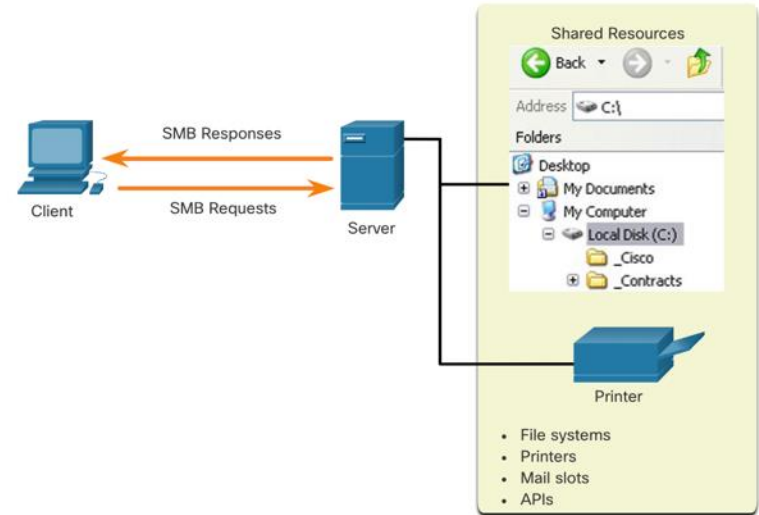 SMB Responses
SMB Requests
Client
Server
Shared Resources
Back
Address C:\
Folders
Desktop
My Documents
My Computer
Local Disk (C:)
_Cisco
_Contracts
Printer
• File systems
• Printers
• Mail slots
• APIs